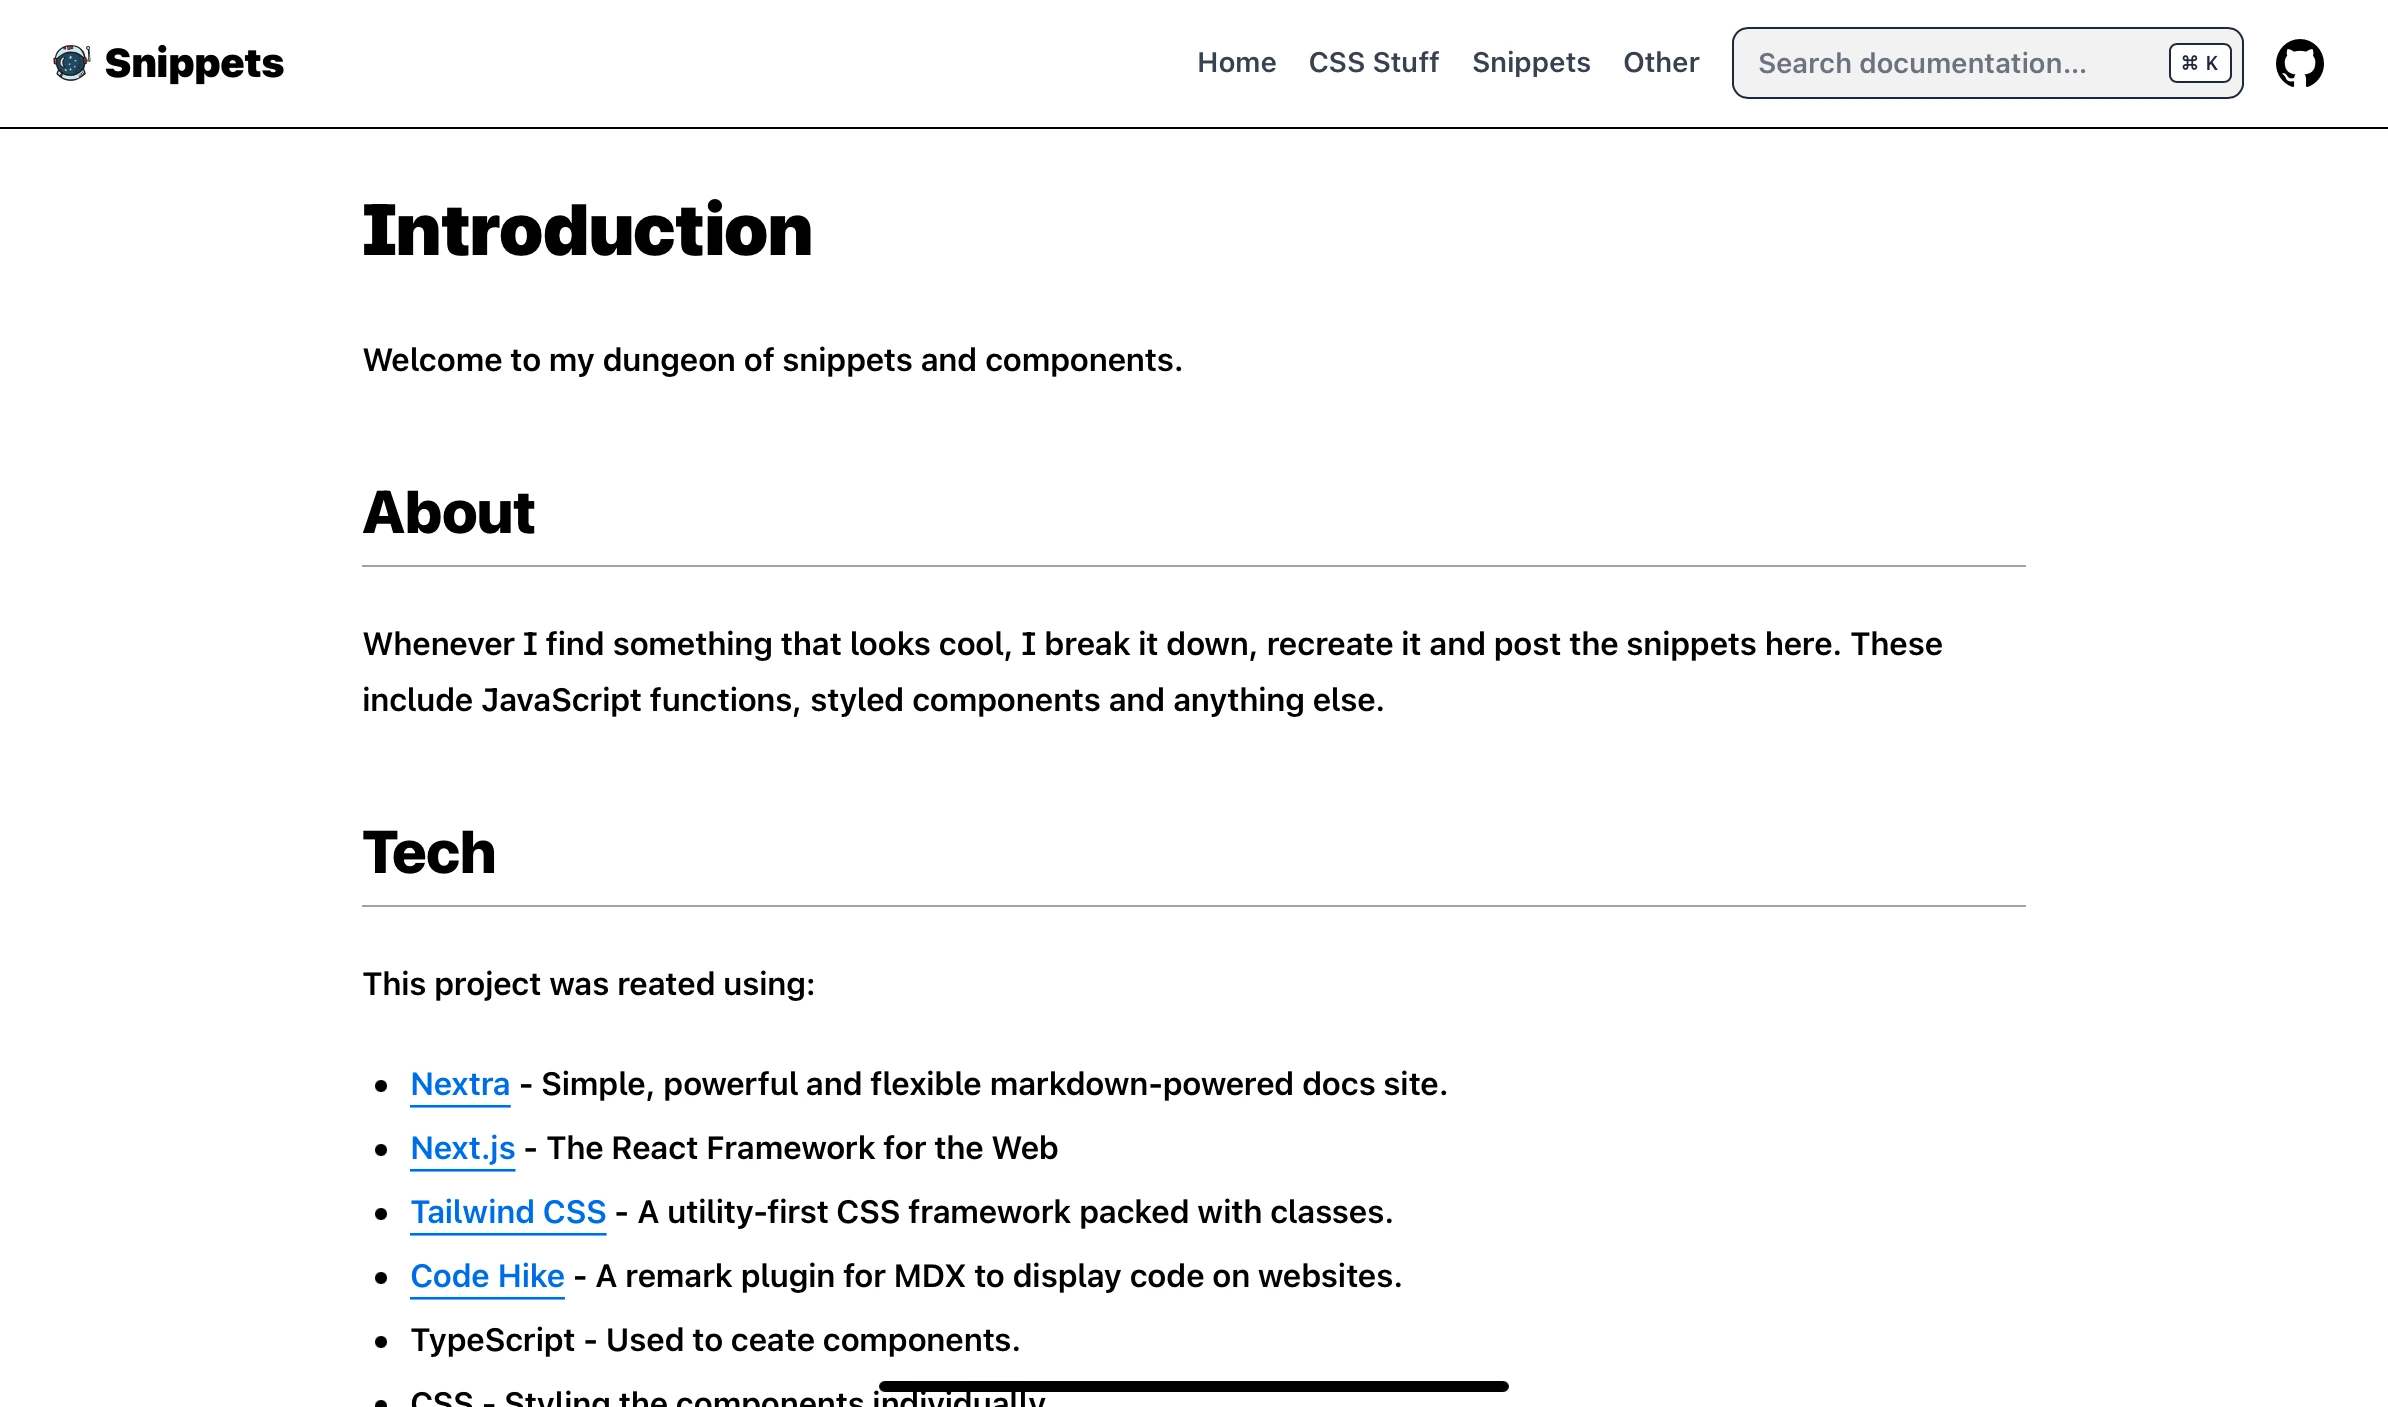 Snippets
Home CSS Stuff Snippets Other Search documentation... ⌘ K
Introduction
Welcome to my dungeon of snippets and components.
About
Whenever I find something that looks cool, I break it down, recreate it and post the snippets here. These
include JavaScript functions, styled components and anything else.
Tech
This project was reated using:
• Nextra - Simple, powerful and flexible markdown-powered docs site.
• Next.js - The React Framework for the Web
• Tailwind CSS - A utility-first CSS framework packed with classes.
• Code Hike - A remark plugin for MDX to display code on websites.
• TypeScript - Used to ceate components.
• CSS - Styling the components individually